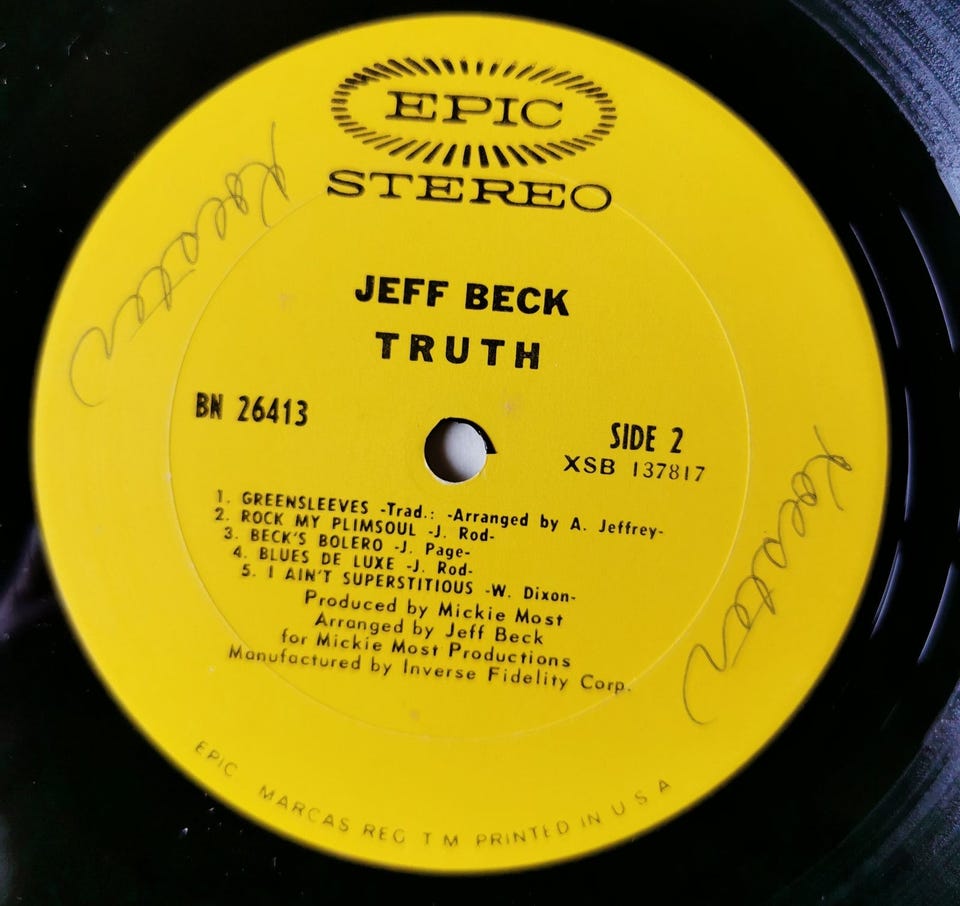 EPIC
STEREO
JEFF BECK
TRUTH
BN 26413
SIDE 2
XSB 137817
1. GREENSLEEVES -Trad.: -Arranged by A. Jeffrey-
2. ROCK MY PLIMSOUL -J. Rod-
3. BECK'S BOLERO -J. Page-
4. BLUES DE LUXE -J. Rod-
5. I AIN'T SUPERSTITIOUS -W. Dixon-
Produced by Mickie Most
Arranged by Jeff Beck
for Mickie Most Productions
Manufactured by Inverse Fidelity Corp.
EPIC MARCAS REG T M PRINTED IN U S A